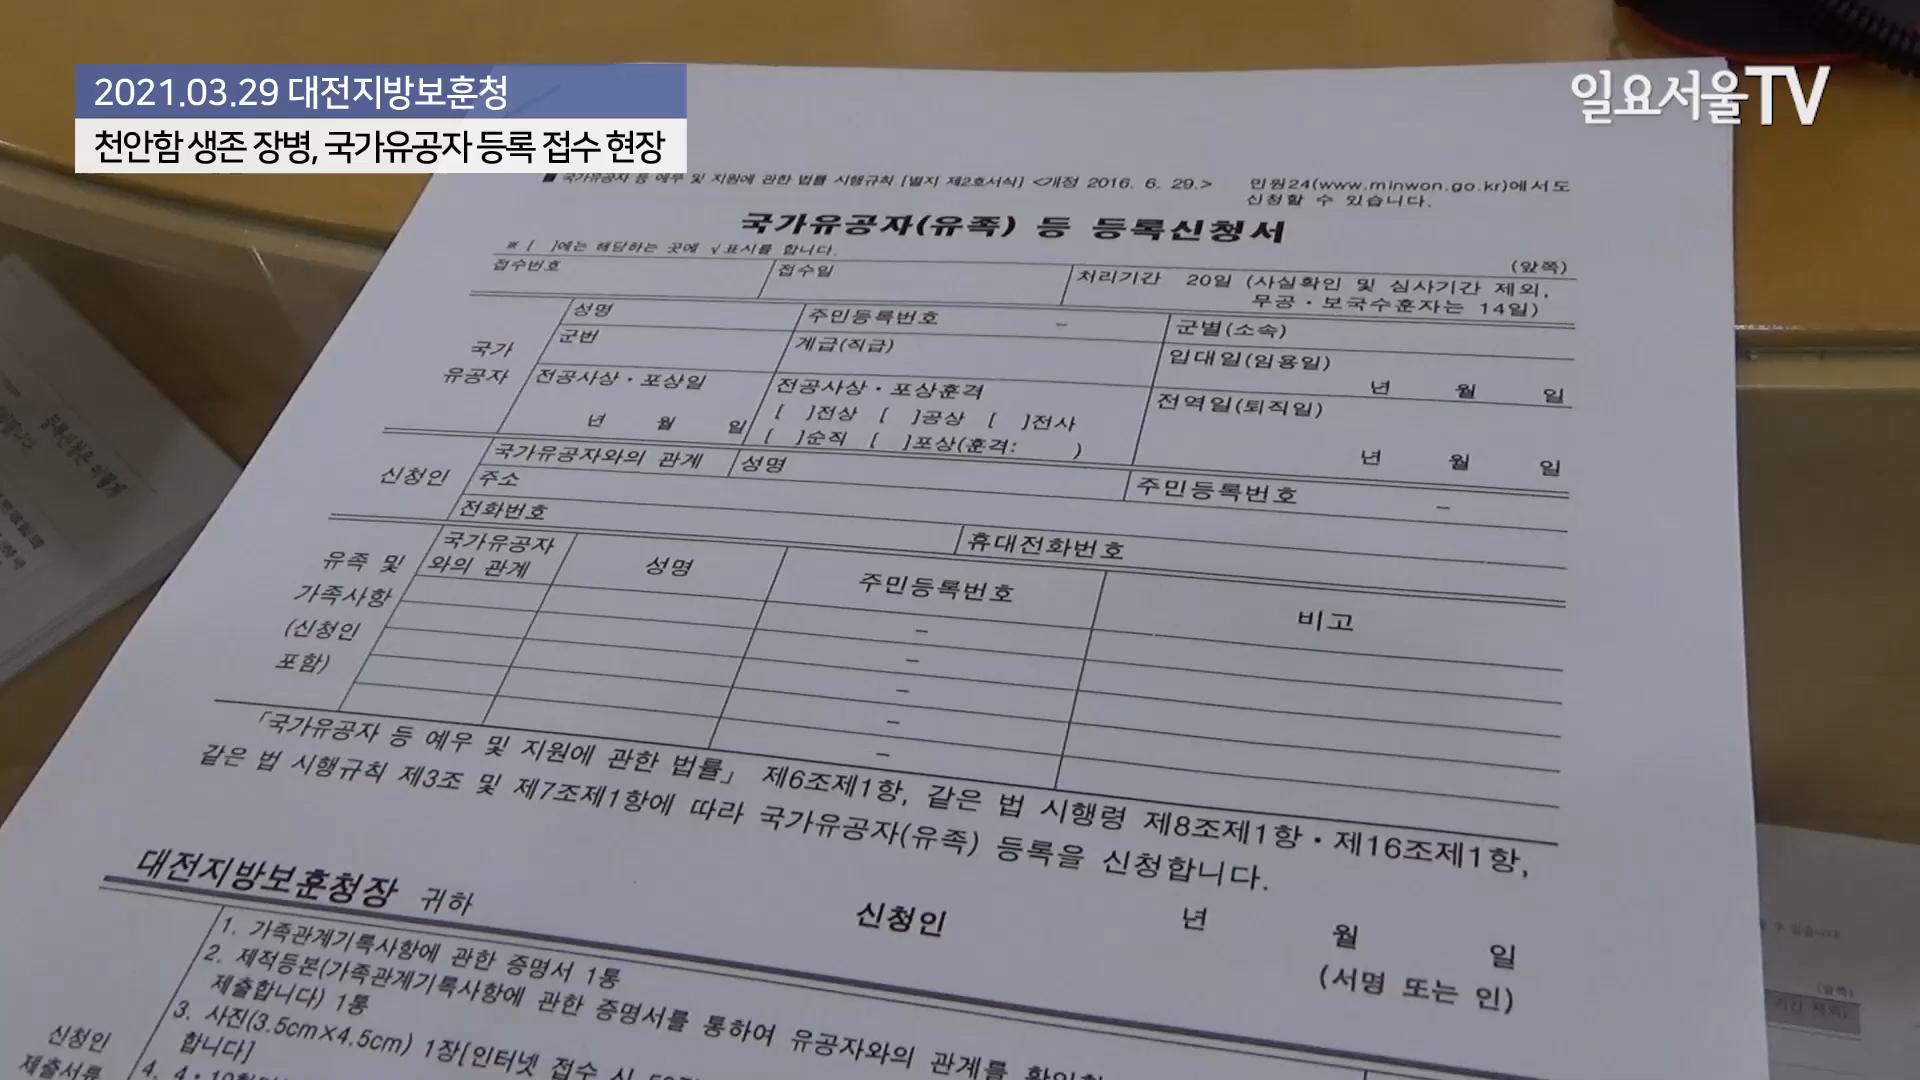 2021.03.29 대전지방보훈청
천안함 생존 장병, 국가유공자 등록 접수 현장
일요서울TV
■ 국가유공자 등 예우 및 지원에 관한 법률 시행규칙 [별지 제2호서식] <개정 2016. 6. 29.>
민원24(www.minwon.go.kr)에서도
신청할 수 있습니다.
국가유공자(유족) 등 등록신청서
※ [ ]에는 해당하는 곳에 √표시를 합니다.
(앞쪽)
접수번호 접수일 처리기간 20일 (사실확인 및 심사기간 제외,
무공·보국수훈자는 14일)
국가
유공자
성명 주민등록번호 - 군별(소속)
군번 계급(직급) 입대일(임용일)
년 월 일
전공사상·포상일 전공사상·포상훈격 전역일(퇴직일)
[ ]전상 [ ]공상 [ ]전사
년 월 일 [ ]순직 [ ]포상(훈격: ) 년 월 일
신청인
국가유공자와의 관계 성명 주민등록번호 -
주소
전화번호 휴대전화번호
유족 및
가족사항
(신청인
포함)
국가유공자
와의 관계 성명 주민등록번호 비고
-
-
-
-
-
「국가유공자 등 예우 및 지원에 관한 법률」 제6조제1항, 같은 법 시행령 제8조제1항·제16조제1항,
같은 법 시행규칙 제3조 및 제7조제1항에 따라 국가유공자(유족) 등록을 신청합니다.
년 월 일
신청인 (서명 또는 인)
대전지방보훈청장 귀하
신청인
제출서류
1. 가족관계기록사항에 관한 증명서 1통
2. 제적등본(가족관계기록사항에 관한 증명서를 통하여 유공자와의 관계를
제출합니다) 1통
3. 사진(3.5cm×4.5cm) 1장[인터넷 접수 시
합니다]
4.
등록신청은 이렇게